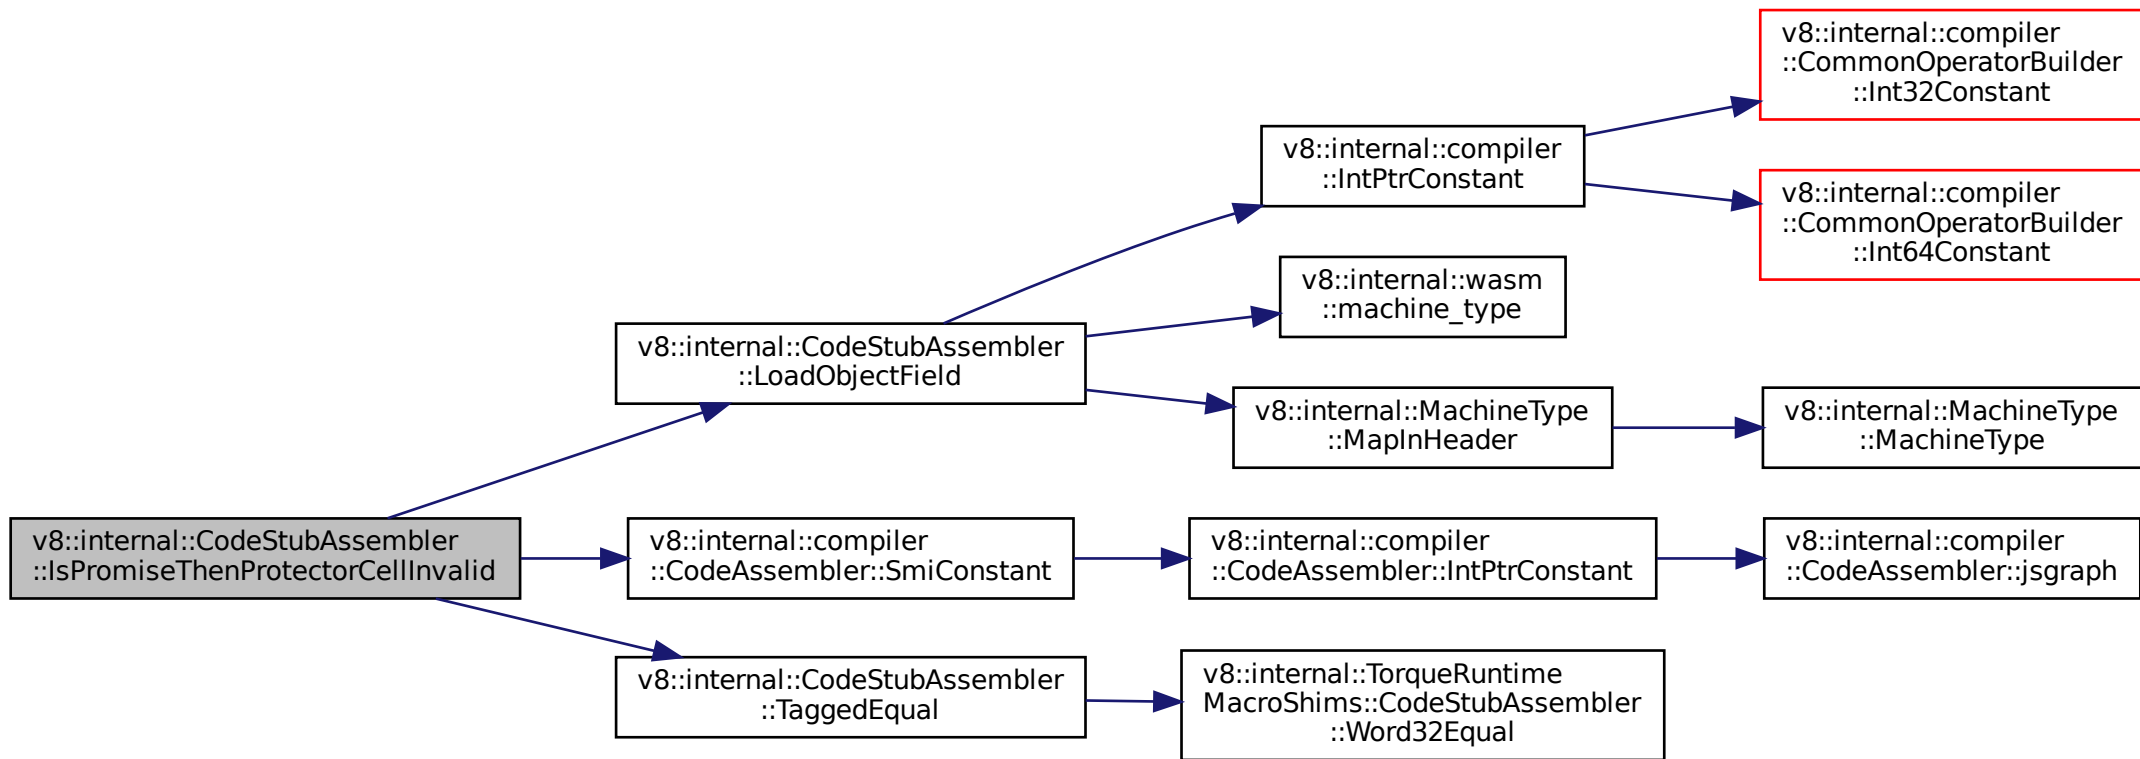 v8::internal::compiler
::CommonOperatorBuilder
::Int32Constant
v8::internal::compiler
::IntPtrConstant
v8::internal::compiler
::CommonOperatorBuilder
::Int64Constant
v8::internal::wasm
::machine_type
v8::internal::CodeStubAssembler
::LoadObjectField
v8::internal::MachineType
::MapInHeader
v8::internal::MachineType
::MachineType
v8::internal::CodeStubAssembler
::IsPromiseThenProtectorCellInvalid
v8::internal::compiler
::CodeAssembler::SmiConstant
v8::internal::compiler
::CodeAssembler::IntPtrConstant
v8::internal::compiler
::CodeAssembler::jsgraph
v8::internal::CodeStubAssembler
::TaggedEqual
v8::internal::TorqueRuntime
MacroShims::CodeStubAssembler
::Word32Equal